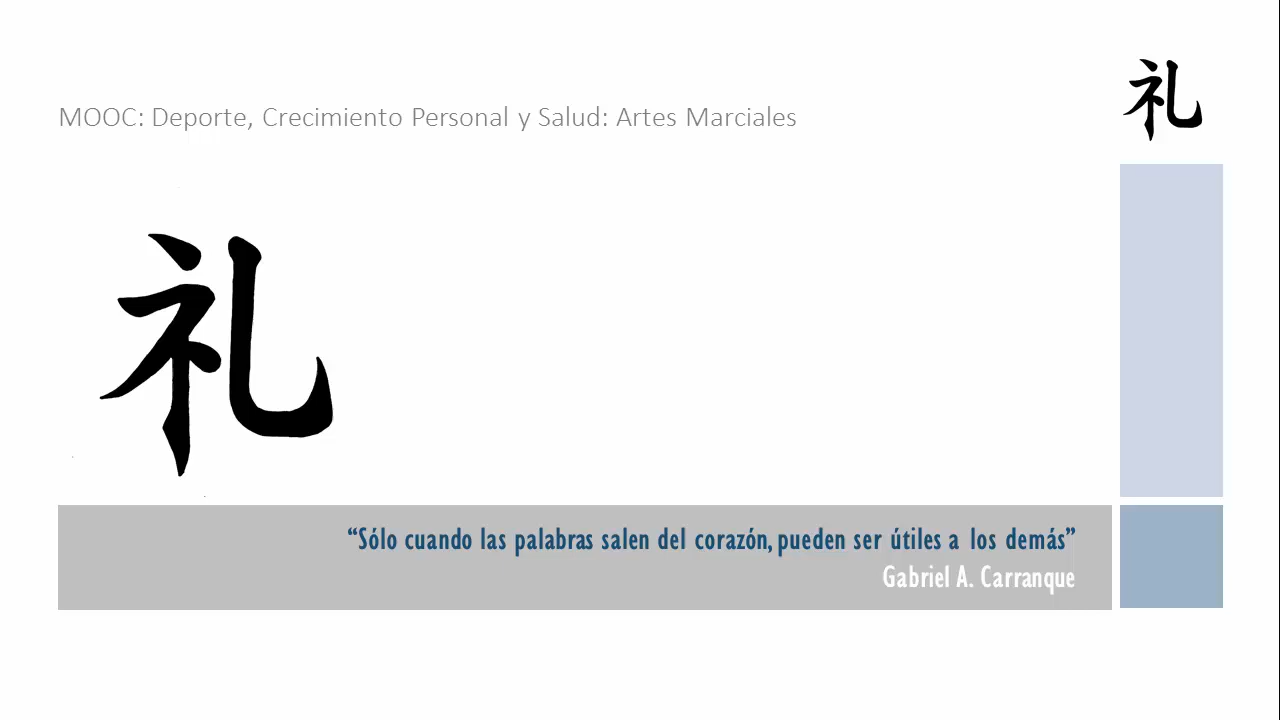 MOOC: Deporte, Crecimiento Personal y Salud: Artes Marciales
礼
礼
“Sólo cuando las palabras salen del corazón, pueden ser útiles a los demás”
Gabriel A. Carranque